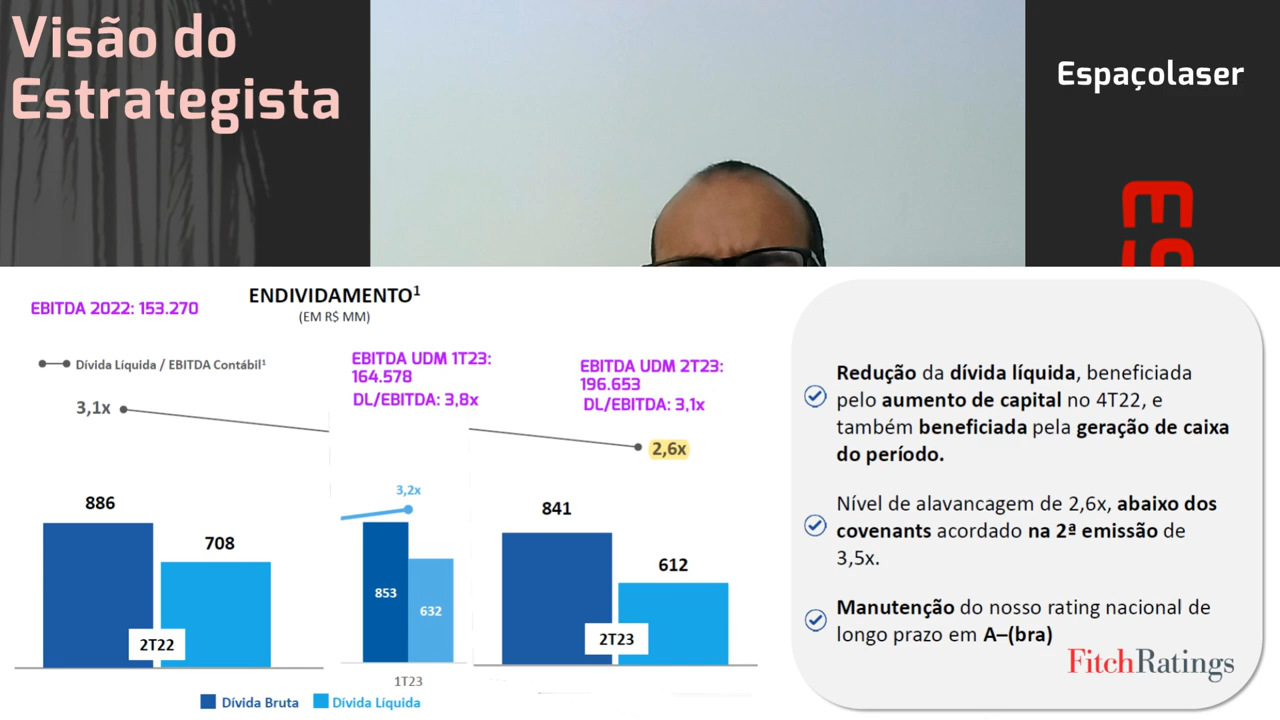 Visão do
Estrategista
Espaçolaser
EBITDA 2022: 153.270
ENDIVIDAMENTO¹
(EM R$ MM)
Dívida Líquida / EBITDA Contábil¹
3,1x
EBITDA UDM 1T23:
164.578
DL/EBITDA: 3,8x
EBITDA UDM 2T23:
196.653
DL/EBITDA: 3,1x
2,6x
886
708
2T22
3,2x
853
632
1T23
841
612
2T23
Dívida Bruta
Dívida Líquida
Redução da dívida líquida, beneficiada
pelo aumento de capital no 4T22, e
também beneficiada pela geração de caixa
do período.
Nível de alavancagem de 2,6x, abaixo dos
covenants acordado na 2ª emissão de
3,5x.
Manutenção do nosso rating nacional de
longo prazo em A–(bra)
FitchRatings